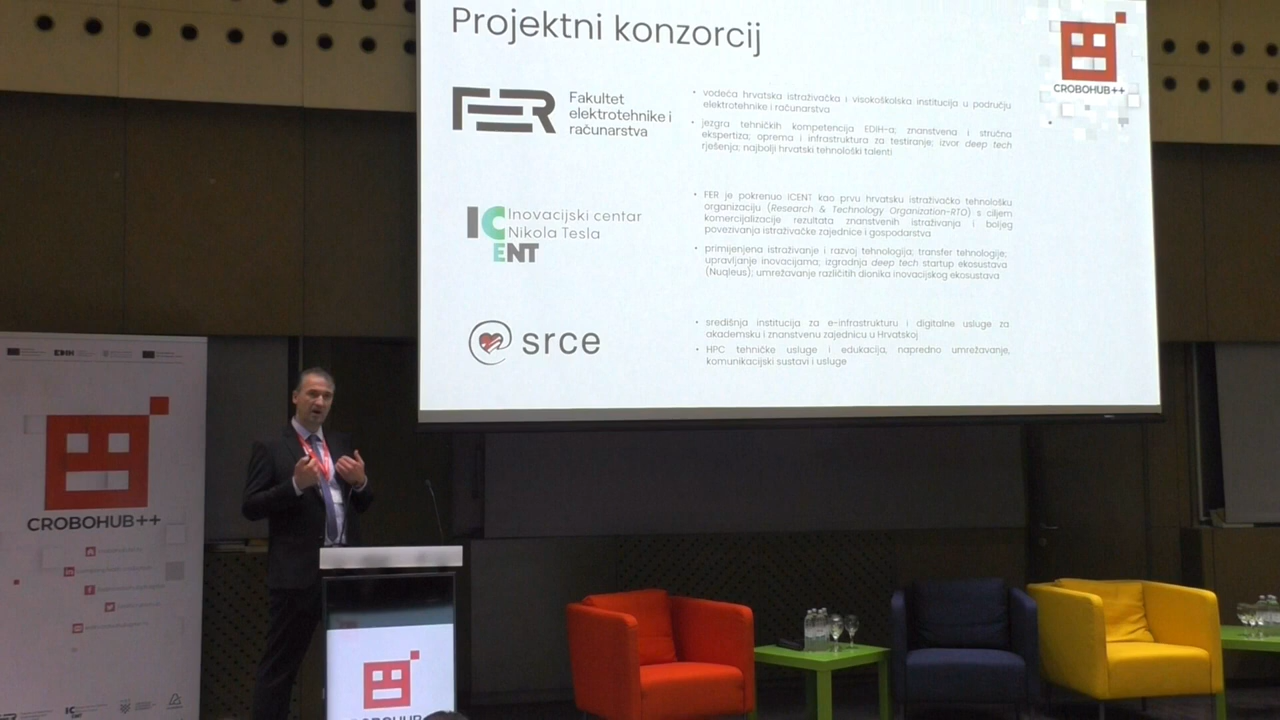 Projektni konzorcij
CROBOHUB++
FER
Fakultet
elektrotehnike i
računarstva
• vodeća hrvatska istraživačka i visokoškolska institucija u području
elektrotehnike i računarstva
• jezgra tehničkih kompetencija EDIH-a; znanstvena i stručna
ekspertiza; oprema i infrastruktura za testiranje; izvor deep tech
rješenja; najbolji hrvatski tehnološki talenti
ICENT
Inovacijski centar
Nikola Tesla
• FER je pokrenuo ICENT kao prvu hrvatsku istraživačko tehnološku
organizaciju (Research & Technology Organization-RTO) s ciljem
komercijalizacije rezultata znanstvenih istraživanja i boljeg
povezivanja istraživačke zajednice i gospodarstva
• primijenjena istraživanja i razvoj tehnologija; transfer tehnologije;
upravljanje inovacijama; izgradnja deep tech startup ekosustava
(Nuqleus); umrežavanje različitih dionika inovacijskog ekosustava
srce
• središnja institucija za e-infrastrukturu i digitalne usluge za
akademsku i znanstvenu zajednicu u Hrvatskoj
• HPC tehničke usluge i edukacija, napredno umrežavanje,
komunikacijski sustavi i usluge
EDIH
CROBOHUB++
FER
ICENT
CROBOHUB